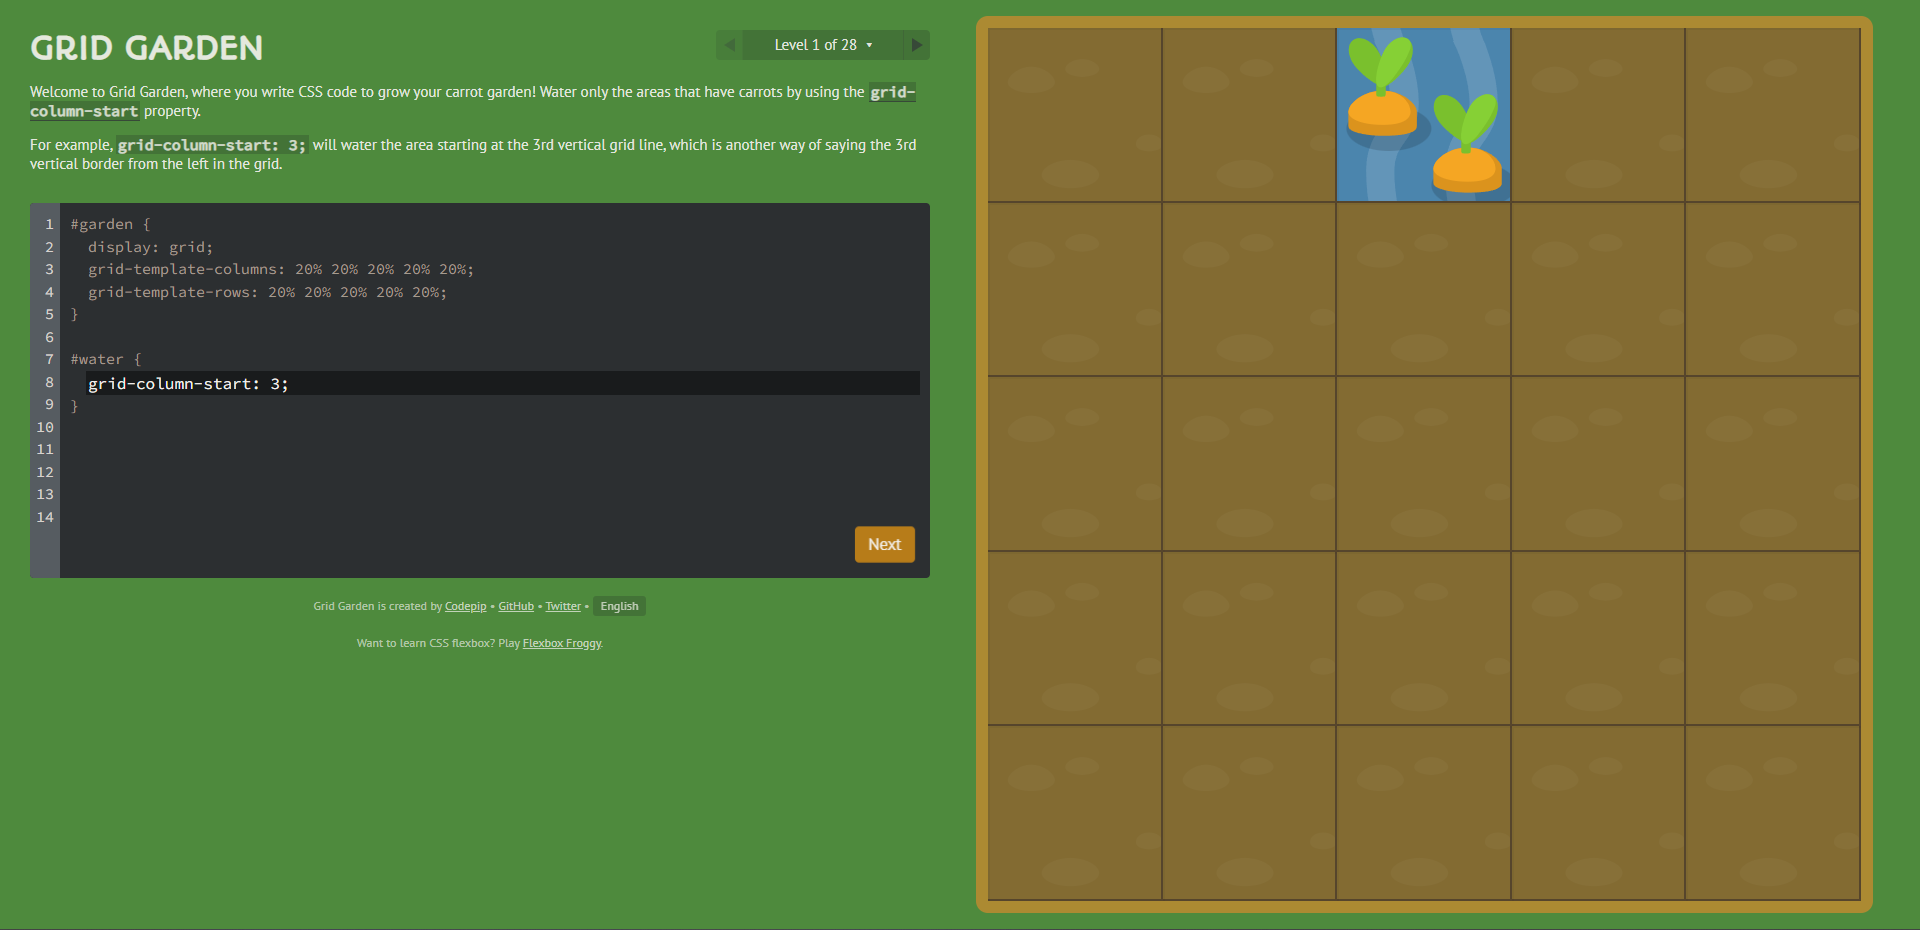 GRID GARDEN
◀ Level 1 of 28 ▾ ▶
Welcome to Grid Garden, where you write CSS code to grow your carrot garden! Water only the areas that have carrots by using the grid-
column-start property.
For example, grid-column-start: 3; will water the area starting at the 3rd vertical grid line, which is another way of saying the 3rd
vertical border from the left in the grid.
1 #garden {
2 display: grid;
3 grid-template-columns: 20% 20% 20% 20% 20%;
4 grid-template-rows: 20% 20% 20% 20% 20%;
5 }
6
7 #water {
8 grid-column-start: 3;
9 }
10
11
12
13
14
Next
Grid Garden is created by Codepip • GitHub • Twitter • English
Want to learn CSS flexbox? Play Flexbox Froggy.